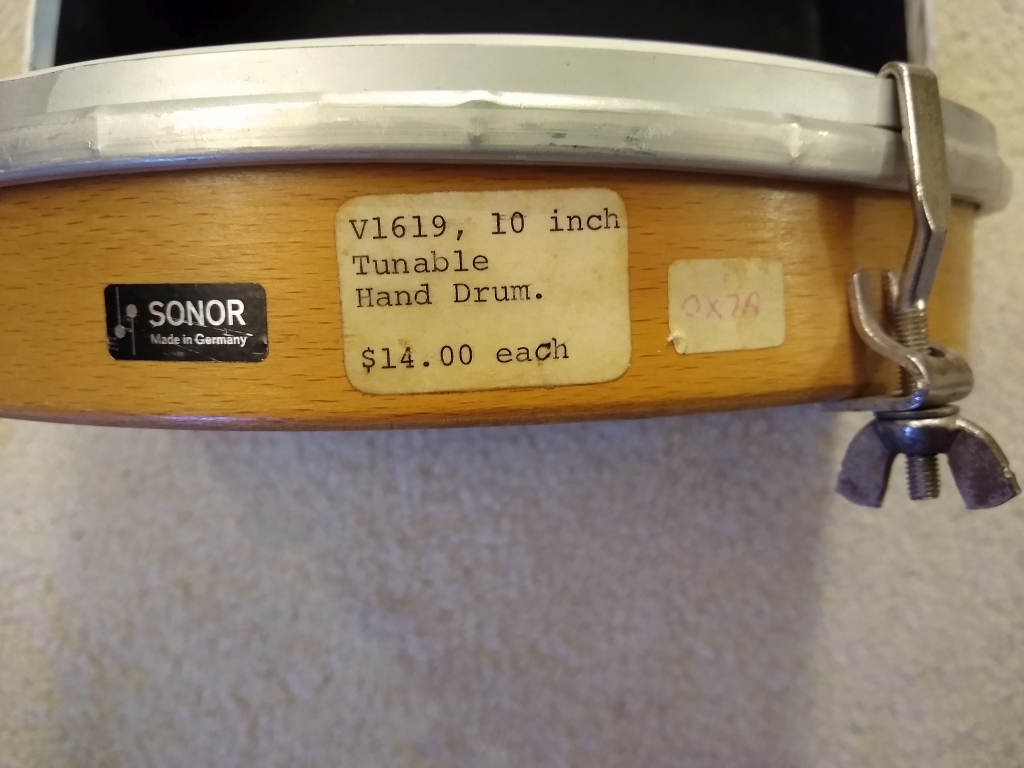 SONOR
Made in Germany
V1619, 10 inch
Tunable
Hand Drum.
$14.00 each